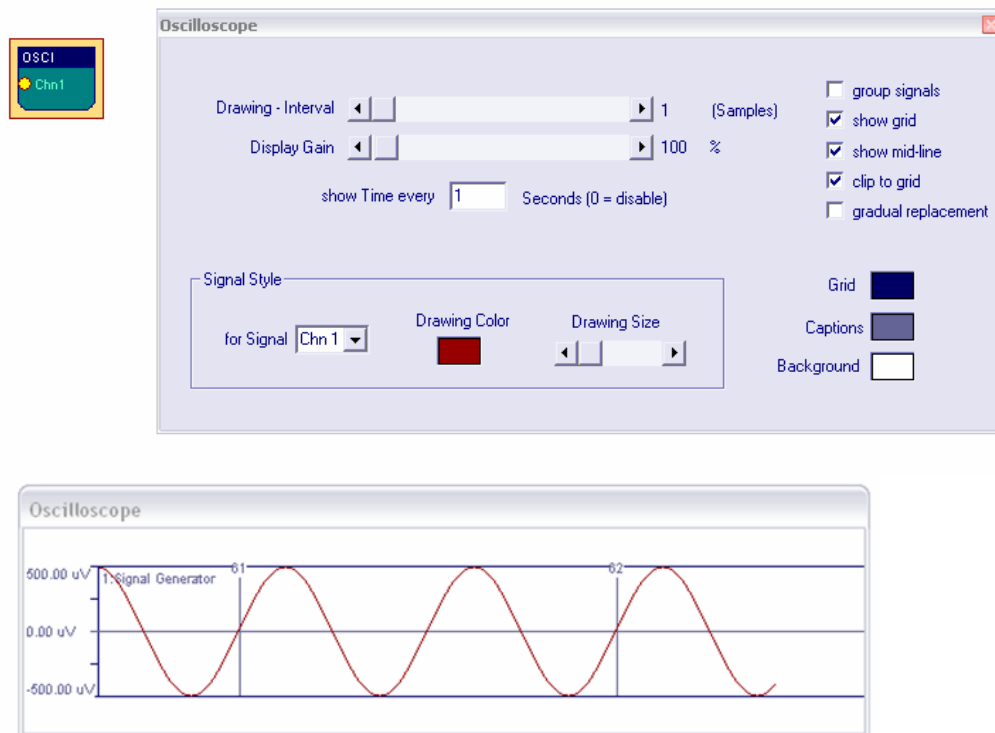 Oscilloscope
OSCI
Chn1
Drawing - Interval 1 (Samples)
Display Gain 100 %
show Time every 1 Seconds (0 = disable)
group signals
show grid
show mid-line
clip to grid
gradual replacement
Signal Style
for Signal Chn 1
Drawing Color
Drawing Size
Grid
Captions
Background
Oscilloscope
500.00 uV
1:Signal Generator
61
62
0.00 uV
-500.00 uV